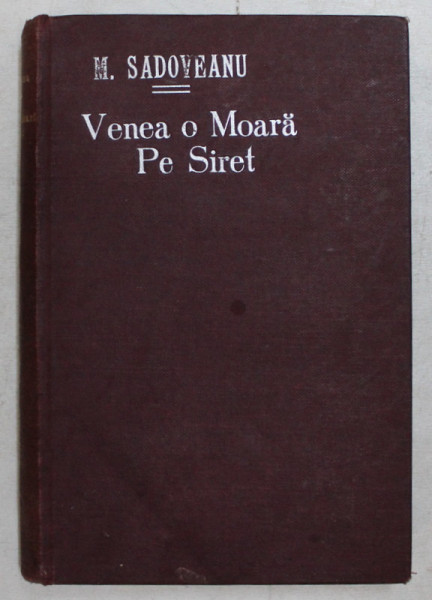 M. SADOVEANU
Venea o Moară
Pe Siret